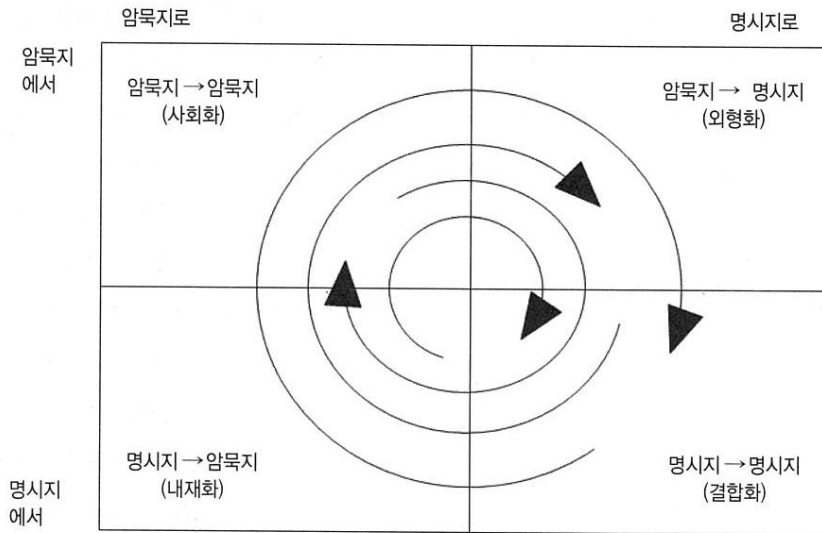 암묵지로
명시지로
암묵지
에서
암묵지 → 암묵지
(사회화)
암묵지 → 명시지
(외형화)
명시지 → 암묵지
(내재화)
명시지 → 명시지
(결합화)
명시지
에서